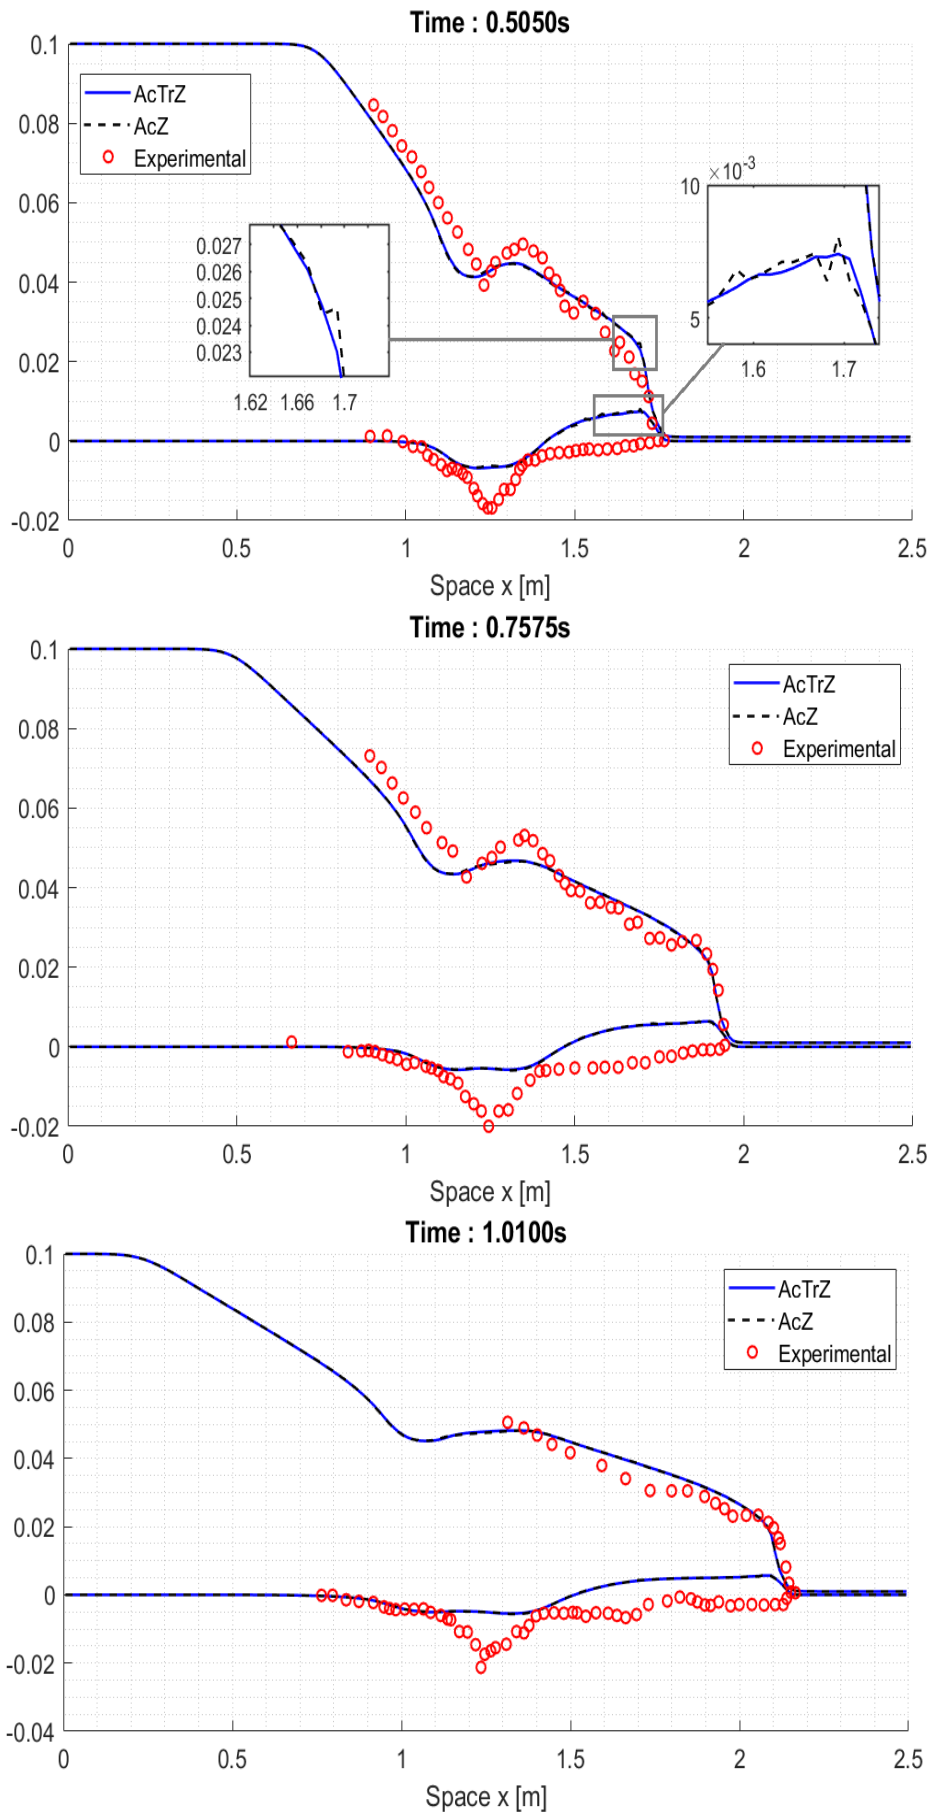 Time : 0.5050s
0.1
0.08
0.06
0.04
0.02
0
-0.02
AcTrZ
AcZ
Experimental
0.027
0.026
0.025
0.024
0.023
1.62 1.66 1.7
10 ×10-3
5
1.6 1.7
0 0.5 1 1.5 2 2.5
Space x [m]
Time : 0.7575s
0.1
0.08
0.06
0.04
0.02
0
-0.02
AcTrZ
AcZ
Experimental
0 0.5 1 1.5 2 2.5
Space x [m]
Time : 1.0100s
0.1
0.08
0.06
0.04
0.02
0
-0.02
-0.04
AcTrZ
AcZ
Experimental
0 0.5 1 1.5 2 2.5
Space x [m]